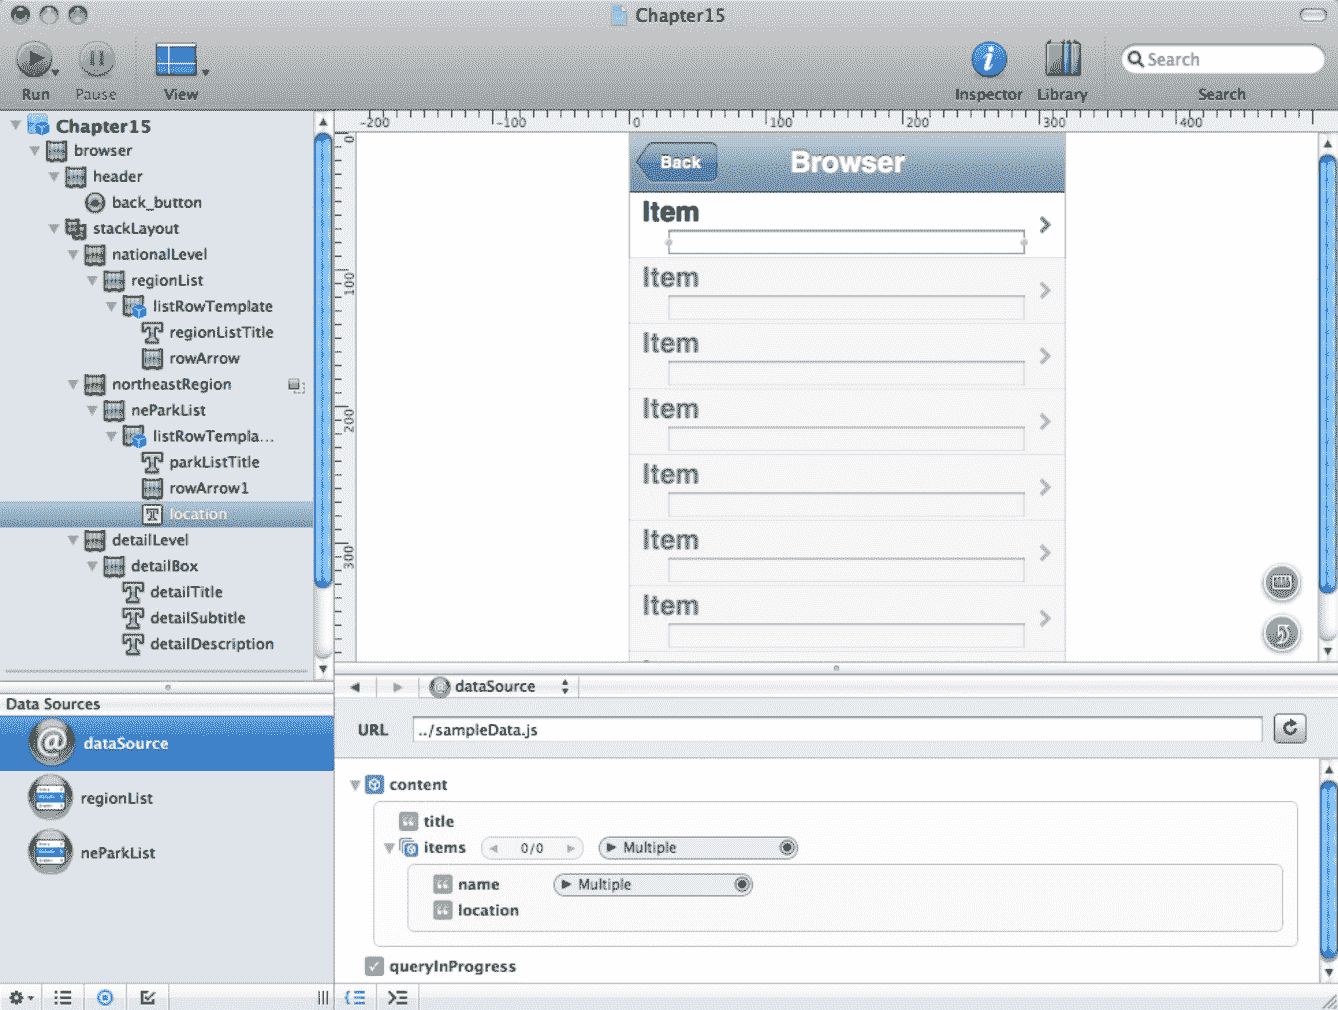 Chapter15
Run
Pause
View
Inspector
Library
Search
Search
Chapter15
browser
header
back_button
stackLayout
nationalLevel
regionList
listRowTemplate
regionListTitle
rowArrow
northeastRegion
neParkList
listRowTempla...
parkListTitle
rowArrow1
location
detailLevel
detailBox
detailTitle
detailSubtitle
detailDescription
-200 -100 0 100 200 300 400
0
100
200
300
Back Browser
Item
Item
Item
Item
Item
Item
Item
Data Sources
dataSource
regionList
neParkList
dataSource
URL ../sampleData.js
content
title
items 0/0 Multiple
name Multiple
location
queryInProgress